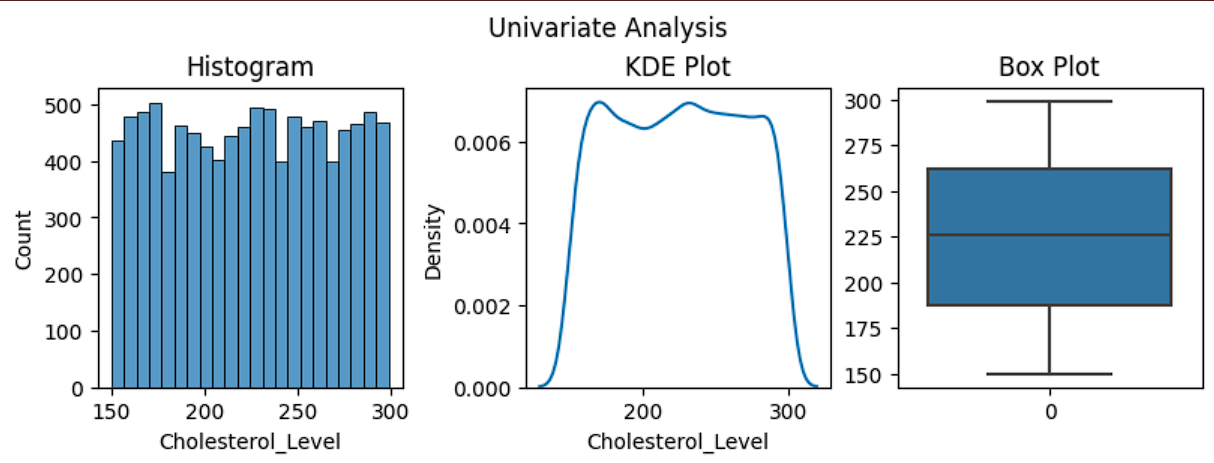 Univariate Analysis
Histogram
500
400
300
200
100
0
Count
150 200 250 300
Cholesterol_Level
KDE Plot
0.006
0.004
0.002
0.000
Density
200 300
Cholesterol_Level
Box Plot
300
275
250
225
200
175
150
0